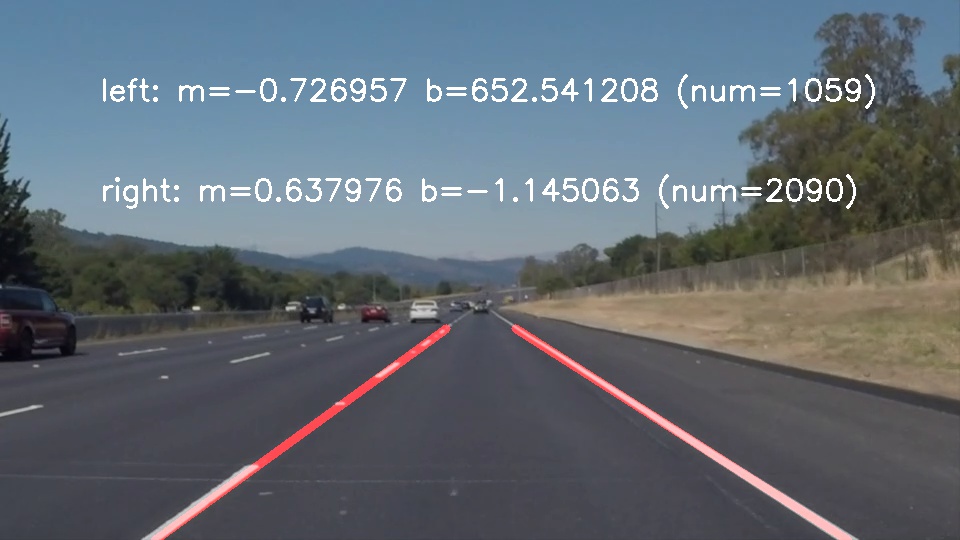 left: m=-0.726957 b=652.541208 (num=1059)
right: m=0.637976 b=-1.145063 (num=2090)